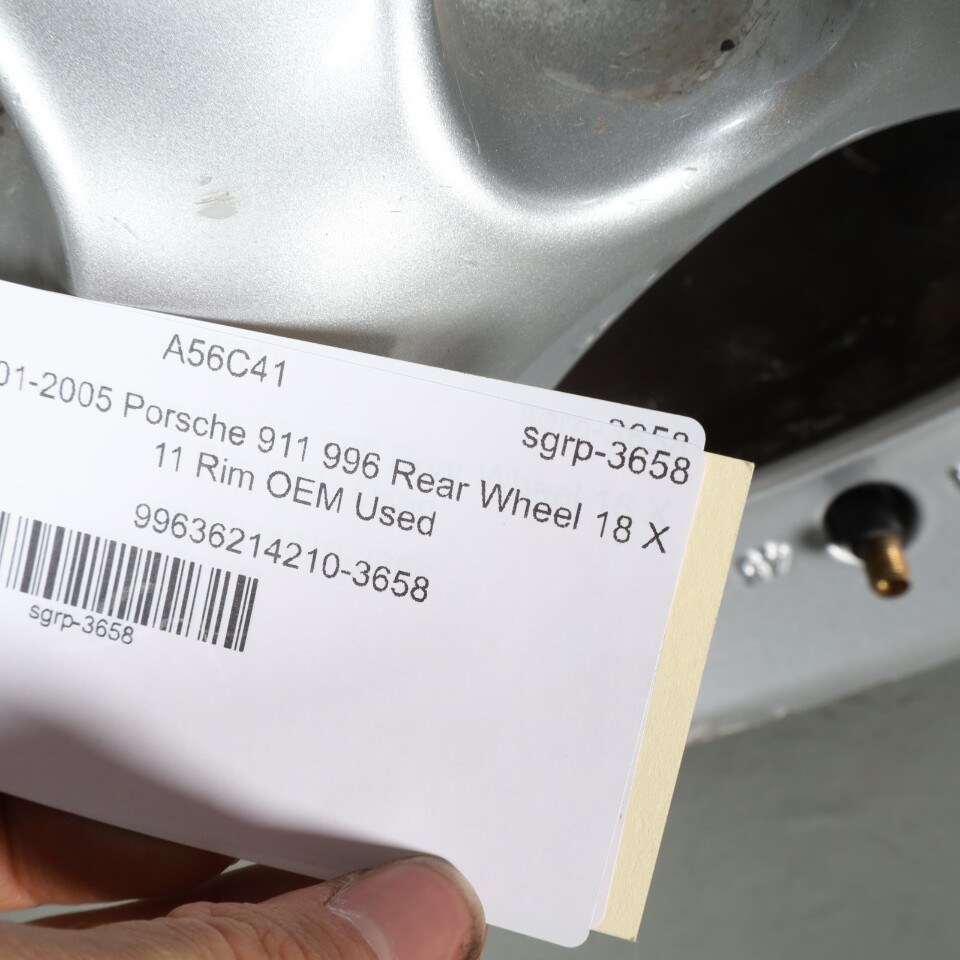 A56C41
sgrp-3658
01-2005 Porsche 911 996 Rear Wheel 18 X
11 Rim OEM Used
99636214210-3658
sgrp-3658